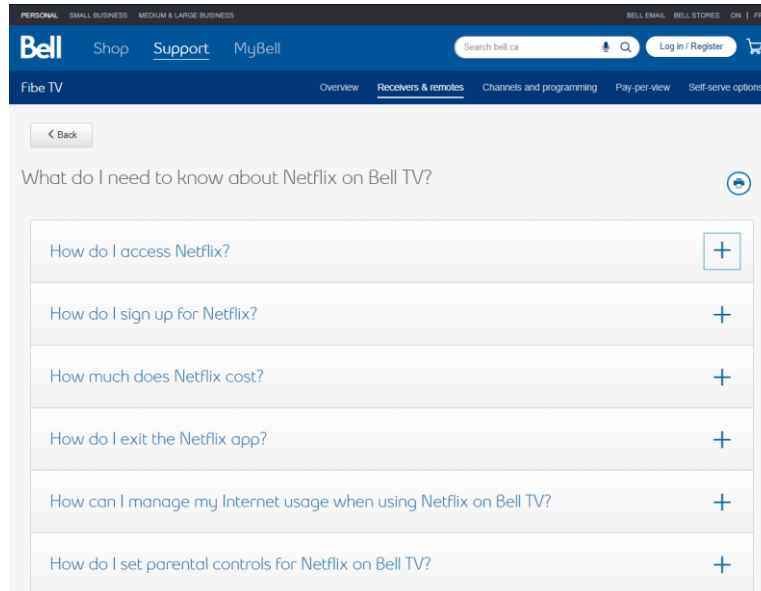 PERSONAL SMALL BUSINESS MEDIUM & LARGE BUSINESS BELL EMAIL BELL STORES ON | FR
Bell Shop Support MyBell Search bell.ca Log in / Register
Fibe TV Overview Receivers & remotes Channels and programming Pay-per-view Self-serve options
Back
What do I need to know about Netflix on Bell TV?
How do I access Netflix?
How do I sign up for Netflix?
How much does Netflix cost?
How do I exit the Netflix app?
How can I manage my Internet usage when using Netflix on Bell TV?
How do I set parental controls for Netflix on Bell TV?